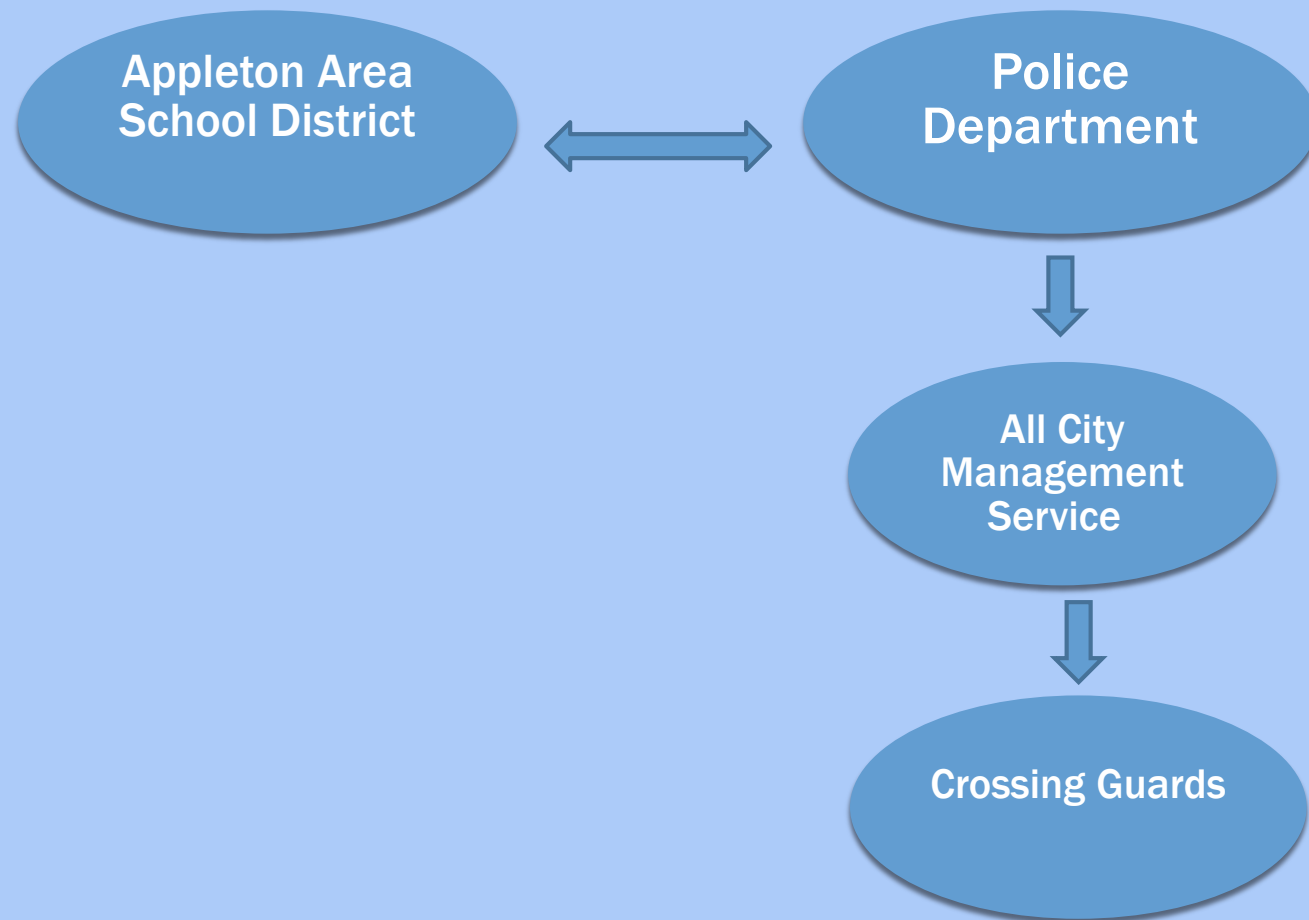 Appleton Area
School District
Police
Department
All City
Management
Service
Crossing Guards